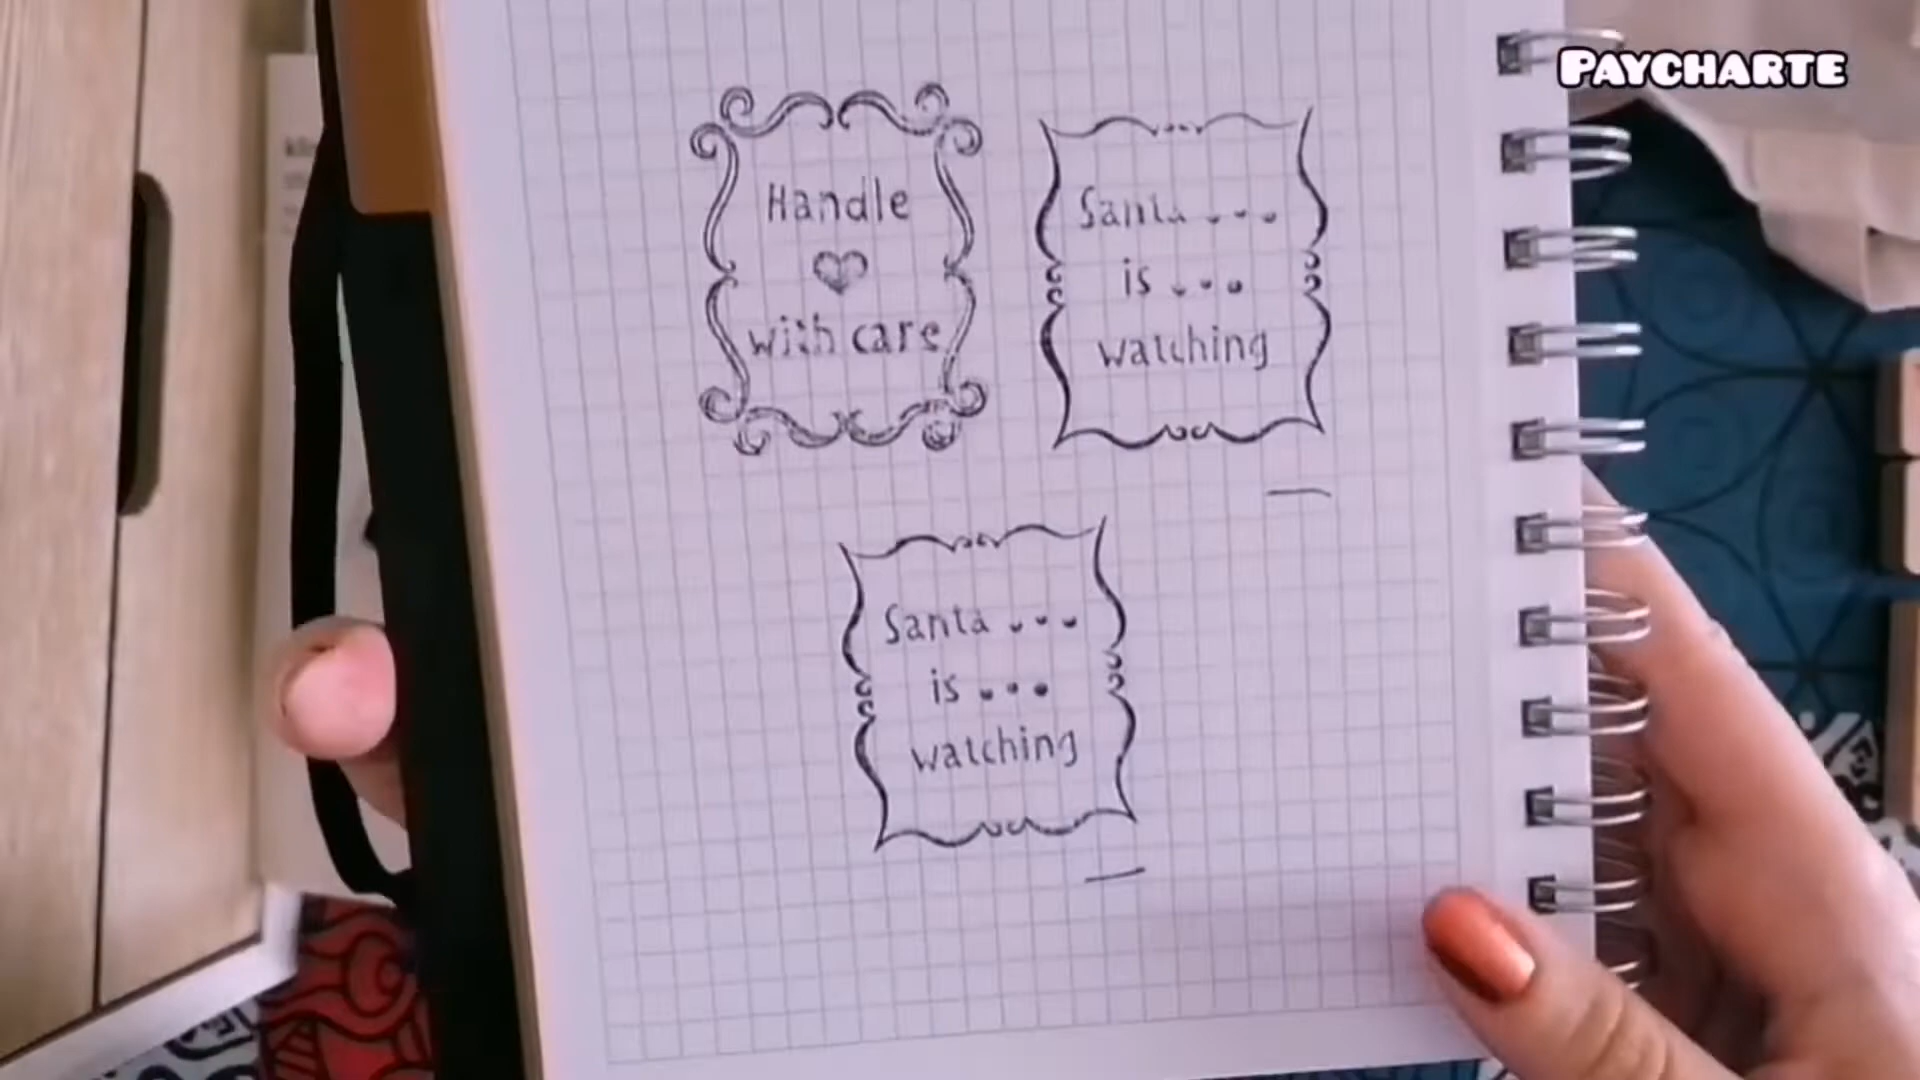 PAYCHARTE
Handle
with care
Santa ...
is ...
watching
Santa ...
is ...
watching